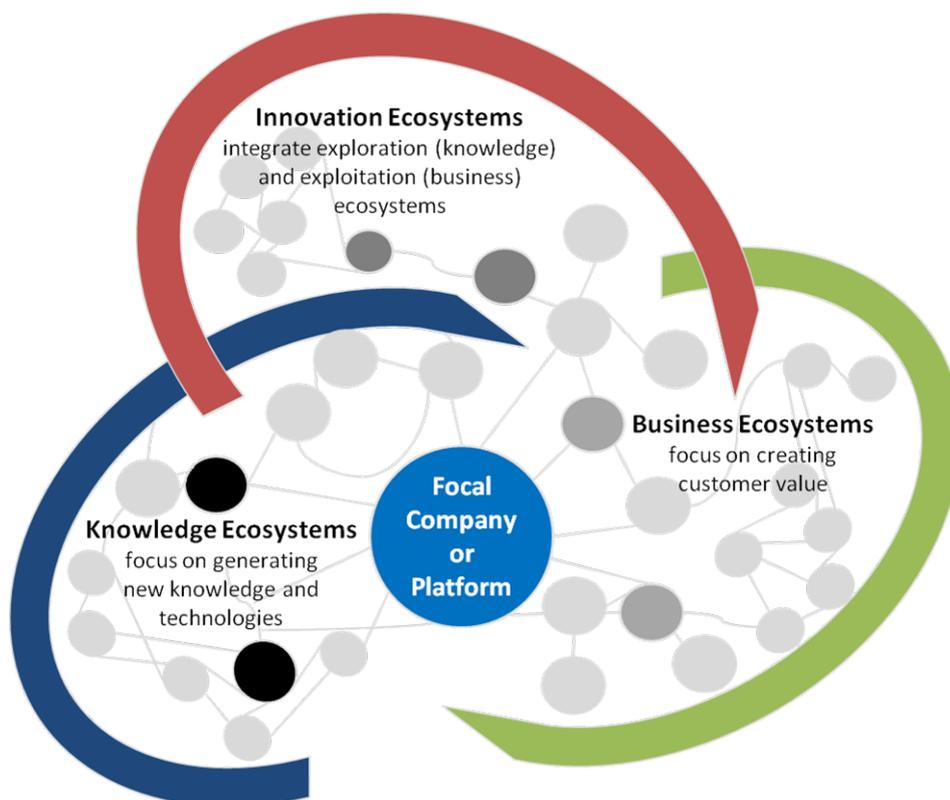 Innovation Ecosystems
integrate exploration (knowledge)
and exploitation (business)
ecosystems
Business Ecosystems
focus on creating
customer value
Focal
Company
or
Platform
Knowledge Ecosystems
focus on generating
new knowledge and
technologies